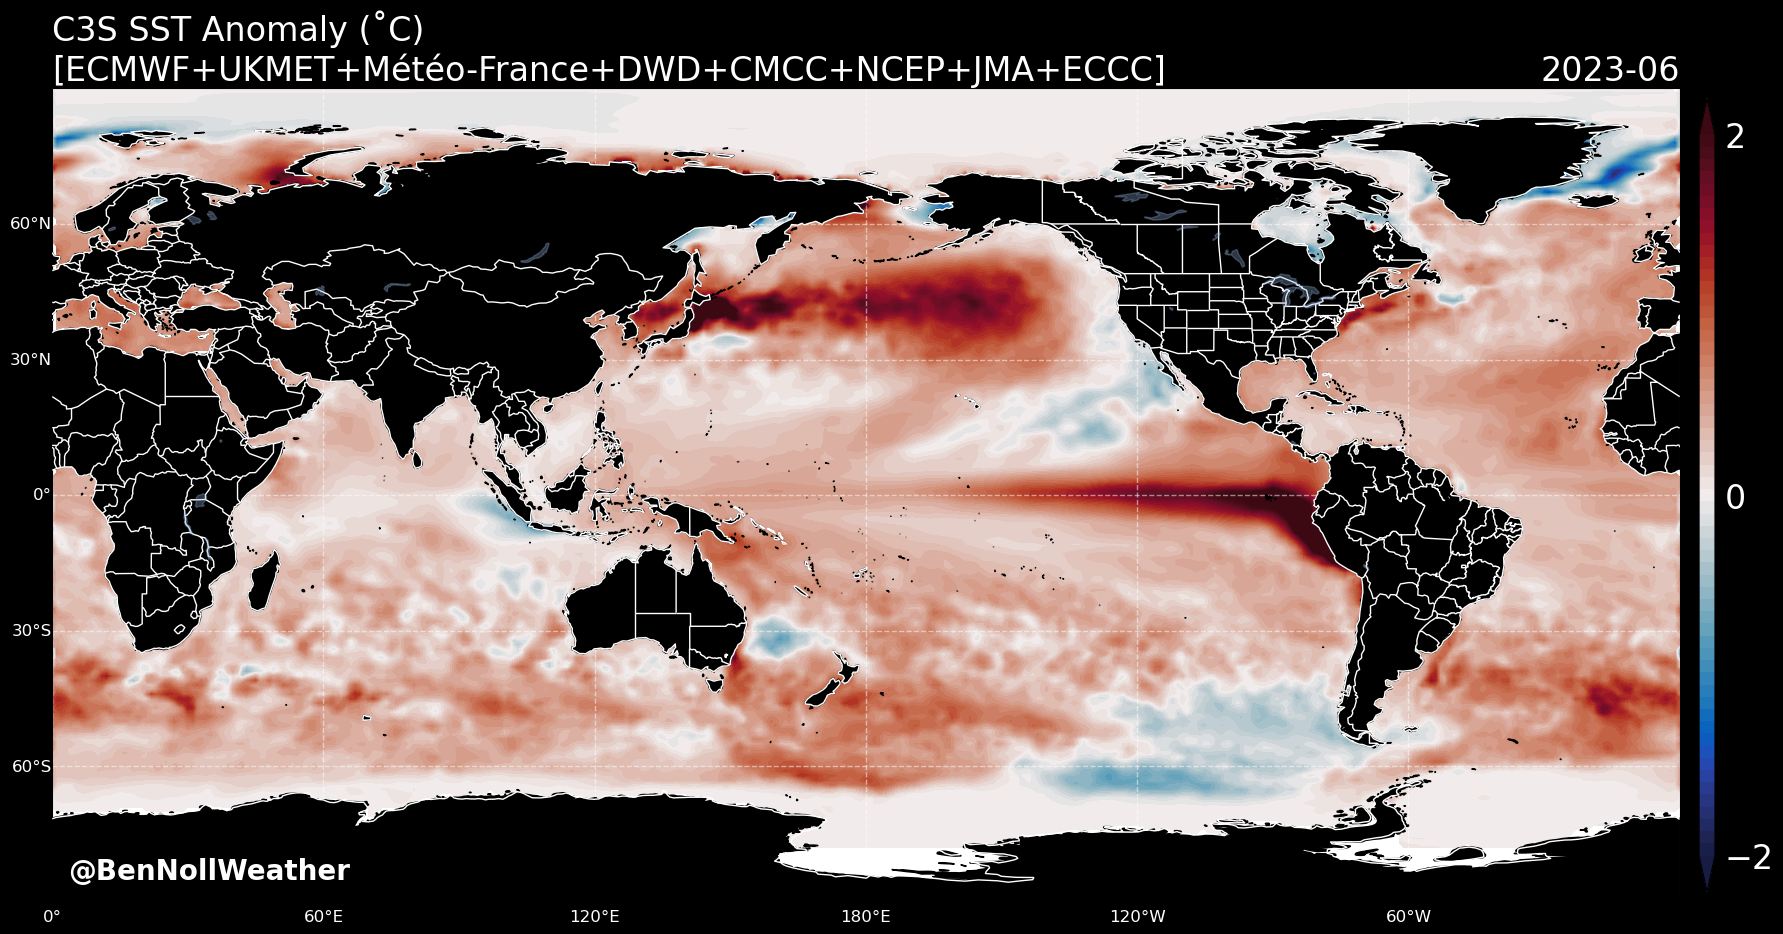 C3S SST Anomaly (˚C)
[ECMWF+UKMET+Météo-France+DWD+CMCC+NCEP+JMA+ECCC]
2023-06
2
60°N
30°N
0°
0
30°S
60°S
−2
@BenNollWeather
0°
60°E
120°E
180°E
120°W
60°W